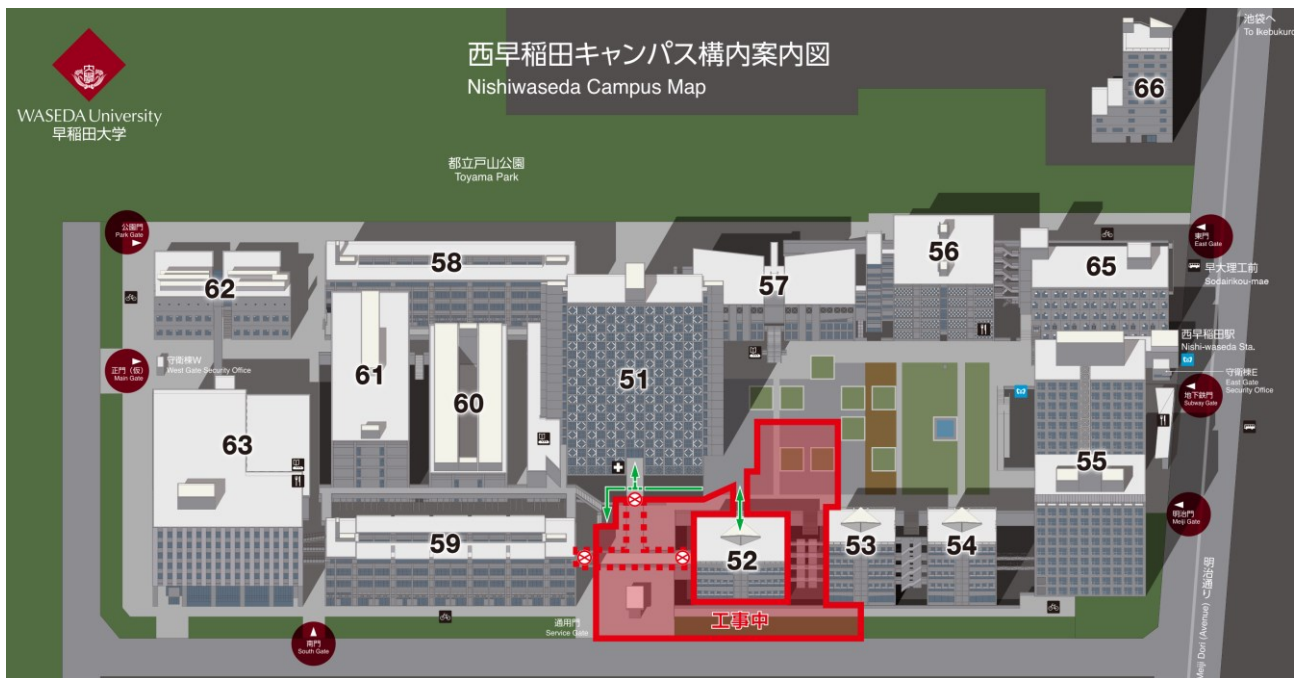 西早稲田キャンパス構内案内図
Nishiwaseda Campus Map
WASEDA University
早稲田大学
池袋へ
To Ikebukuro
66
都立戸山公園
Toyama Park
公園門
Park Gate
東門
East Gate
早大理工前
Sodairikou-mae
62
58
57
56
65
西早稲田駅
Nishi-waseda Sta.
守衛棟W
West Gate Security Office
正門(仮)
Main Gate
守衛棟E
East Gate
Security Office
地下鉄門
Subway Gate
61
60
51
63
55
明治門
Meiji Gate
59
52
53
54
工事中
通用門
Service Gate
南門
South Gate
明治通り
Meiji Dori (Avenue)